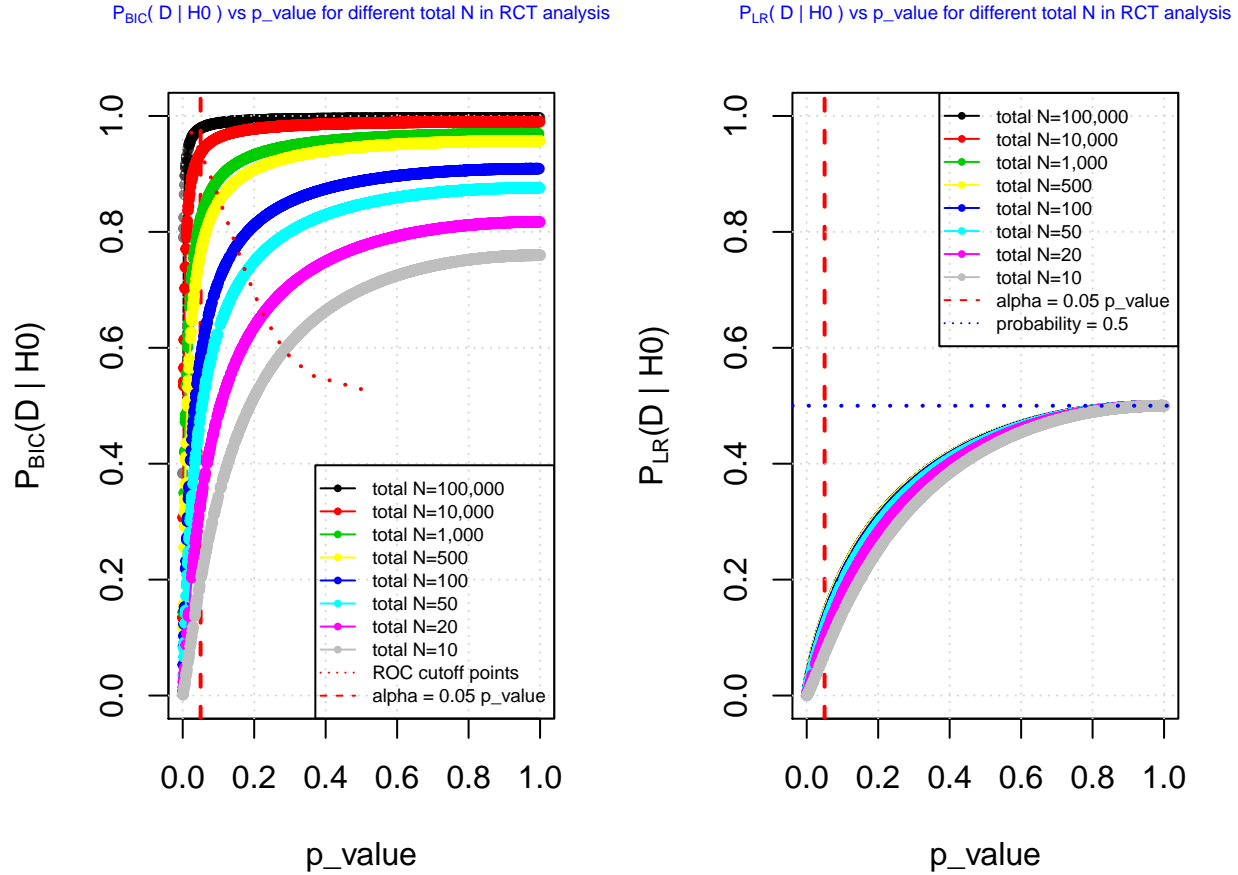 P_BIC( D | H0 ) vs p_value for different total N in RCT analysis
P_BIC(D | H0)
1.0
0.8
0.6
0.4
0.2
0.0
total N=100,000
total N=10,000
total N=1,000
total N=500
total N=100
total N=50
total N=20
total N=10
ROC cutoff points
alpha = 0.05 p_value
0.0 0.2 0.4 0.6 0.8 1.0
p_value
P_LR( D | H0 ) vs p_value for different total N in RCT analysis
P_LR(D | H0)
1.0
0.8
0.6
0.4
0.2
0.0
total N=100,000
total N=10,000
total N=1,000
total N=500
total N=100
total N=50
total N=20
total N=10
alpha = 0.05 p_value
probability = 0.5
0.0 0.2 0.4 0.6 0.8 1.0
p_value